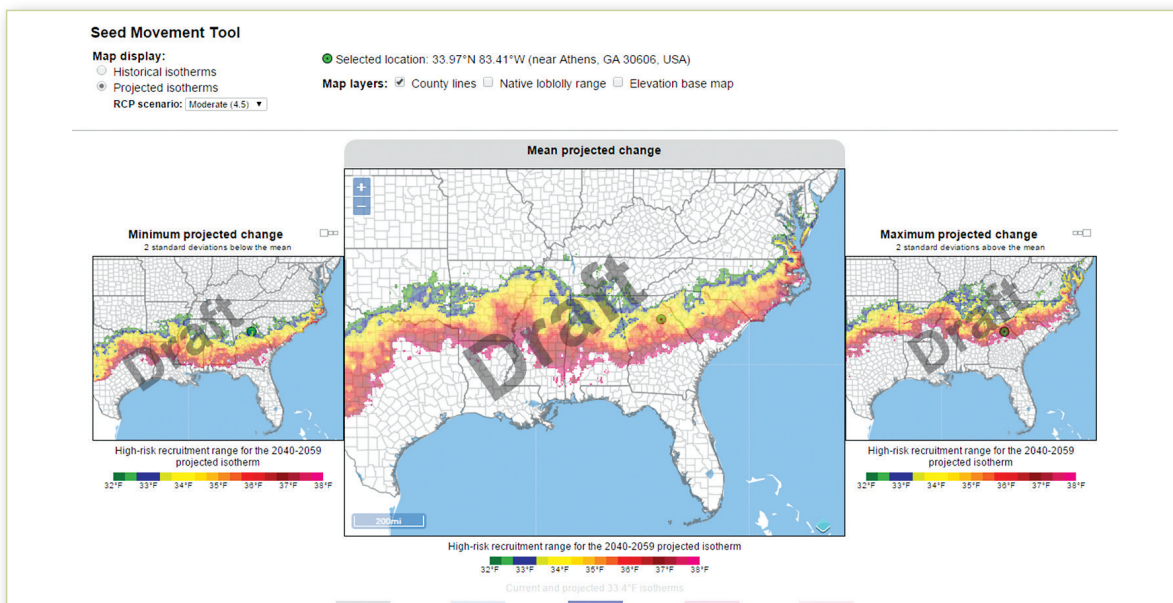 Seed Movement Tool
Map display:
Historical isotherms
Projected isotherms
RCP scenario: Moderate (4.5) ▼
Selected location: 33.97°N 83.41°W (near Athens, GA 30606, USA)
Map layers: County lines Native loblolly range Elevation base map
Mean projected change
+
−
Draft
200mi
High-risk recruitment range for the 2040-2059 projected isotherm
32°F 33°F 34°F 35°F 36°F 37°F 38°F
Current and projected 33.4°F isotherms
Minimum projected change
2 standard deviations below the mean
Draft
High-risk recruitment range for the 2040-2059
projected isotherm
32°F 33°F 34°F 35°F 36°F 37°F 38°F
Maximum projected change
2 standard deviations above the mean
Draft
High-risk recruitment range for the 2040-2059
projected isotherm
32°F 33°F 34°F 35°F 36°F 37°F 38°F